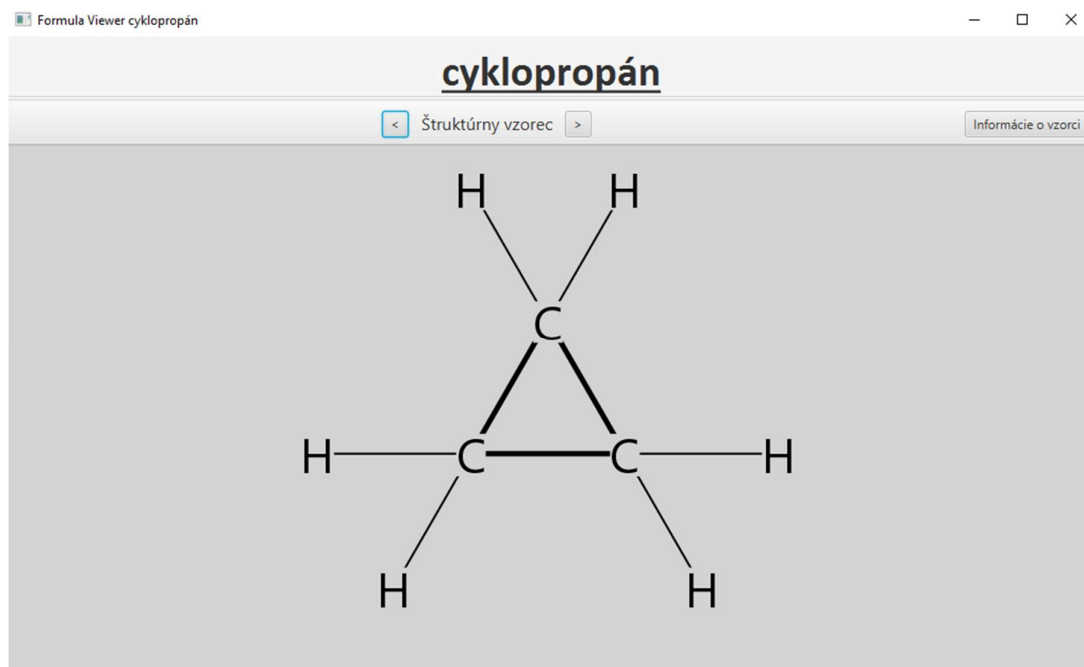 Formula Viewer cyklopropán
cyklopropán
< Štruktúrny vzorec > Informácie o vzorci
H H
C
H C C H
H H